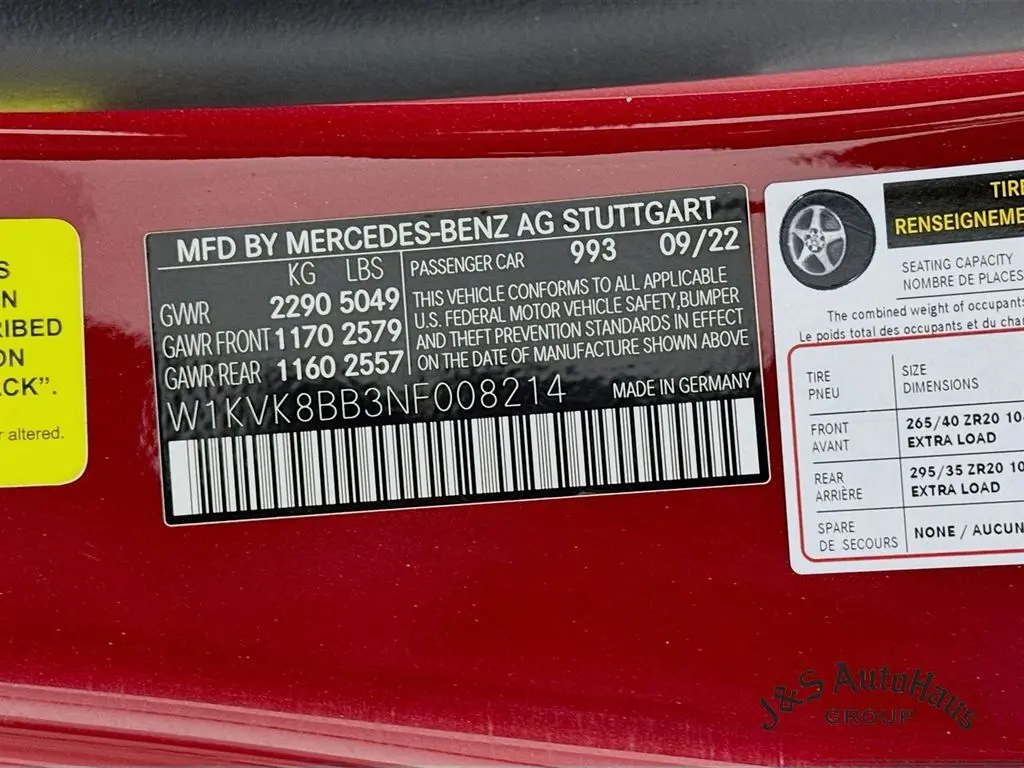 S
N
RIBED
ON
ACK”.
r altered.
MFD BY MERCEDES-BENZ AG STUTTGART
KG LBS
GVWR 2290 5049
GAWR FRONT 1170 2579
GAWR REAR 1160 2557
PASSENGER CAR 993 09/22
THIS VEHICLE CONFORMS TO ALL APPLICABLE
U.S. FEDERAL MOTOR VEHICLE SAFETY,BUMPER
AND THEFT PREVENTION STANDARDS IN EFFECT
ON THE DATE OF MANUFACTURE SHOWN ABOVE
W1KVK8BB3NF008214 MADE IN GERMANY
TIRE
RENSEIGNEME
SEATING CAPACITY
NOMBRE DE PLACES
The combined weight of occupants
Le poids total des occupants et du char
TIRE
PNEU
SIZE
DIMENSIONS
FRONT
AVANT
265/40 ZR20 10
EXTRA LOAD
REAR
ARRIÈRE
295/35 ZR20 10
EXTRA LOAD
SPARE
DE SECOURS
NONE / AUCUN
J&S AutoHaus
GROUP